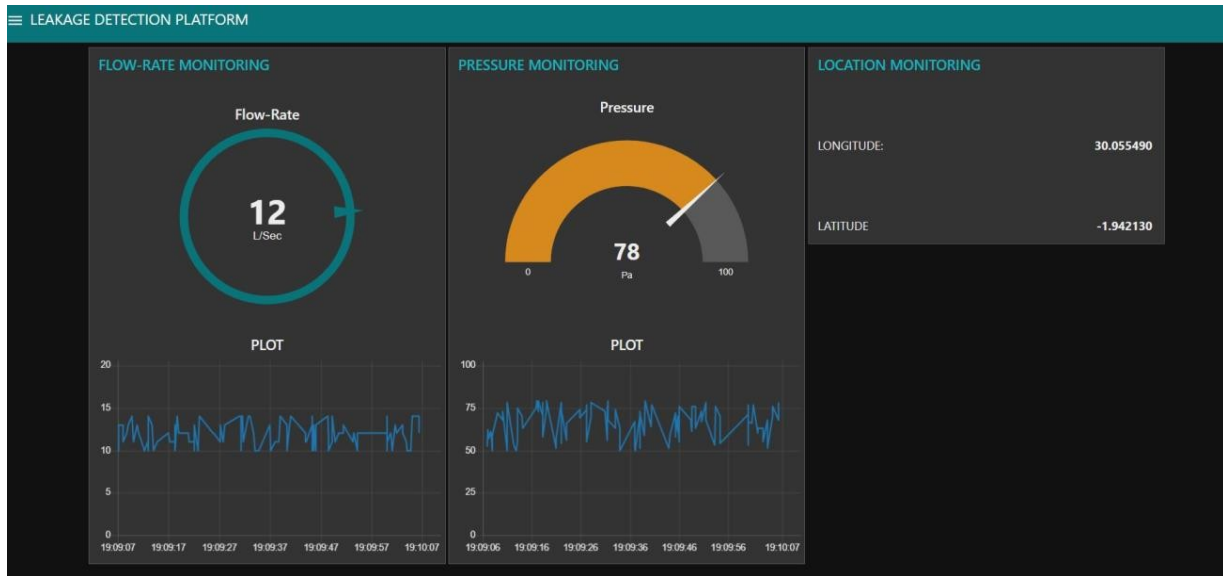 LEAKAGE DETECTION PLATFORM
FLOW-RATE MONITORING
Flow-Rate
12
L/Sec
PLOT
20
15
10
5
0
19:09:07 19:09:17 19:09:27 19:09:37 19:09:47 19:09:57 19:10:07
PRESSURE MONITORING
Pressure
78
0 Pa 100
PLOT
100
75
50
25
0
19:09:06 19:09:16 19:09:26 19:09:36 19:09:46 19:09:56 19:10:07
LOCATION MONITORING
LONGITUDE: 30.055490
LATITUDE -1.942130